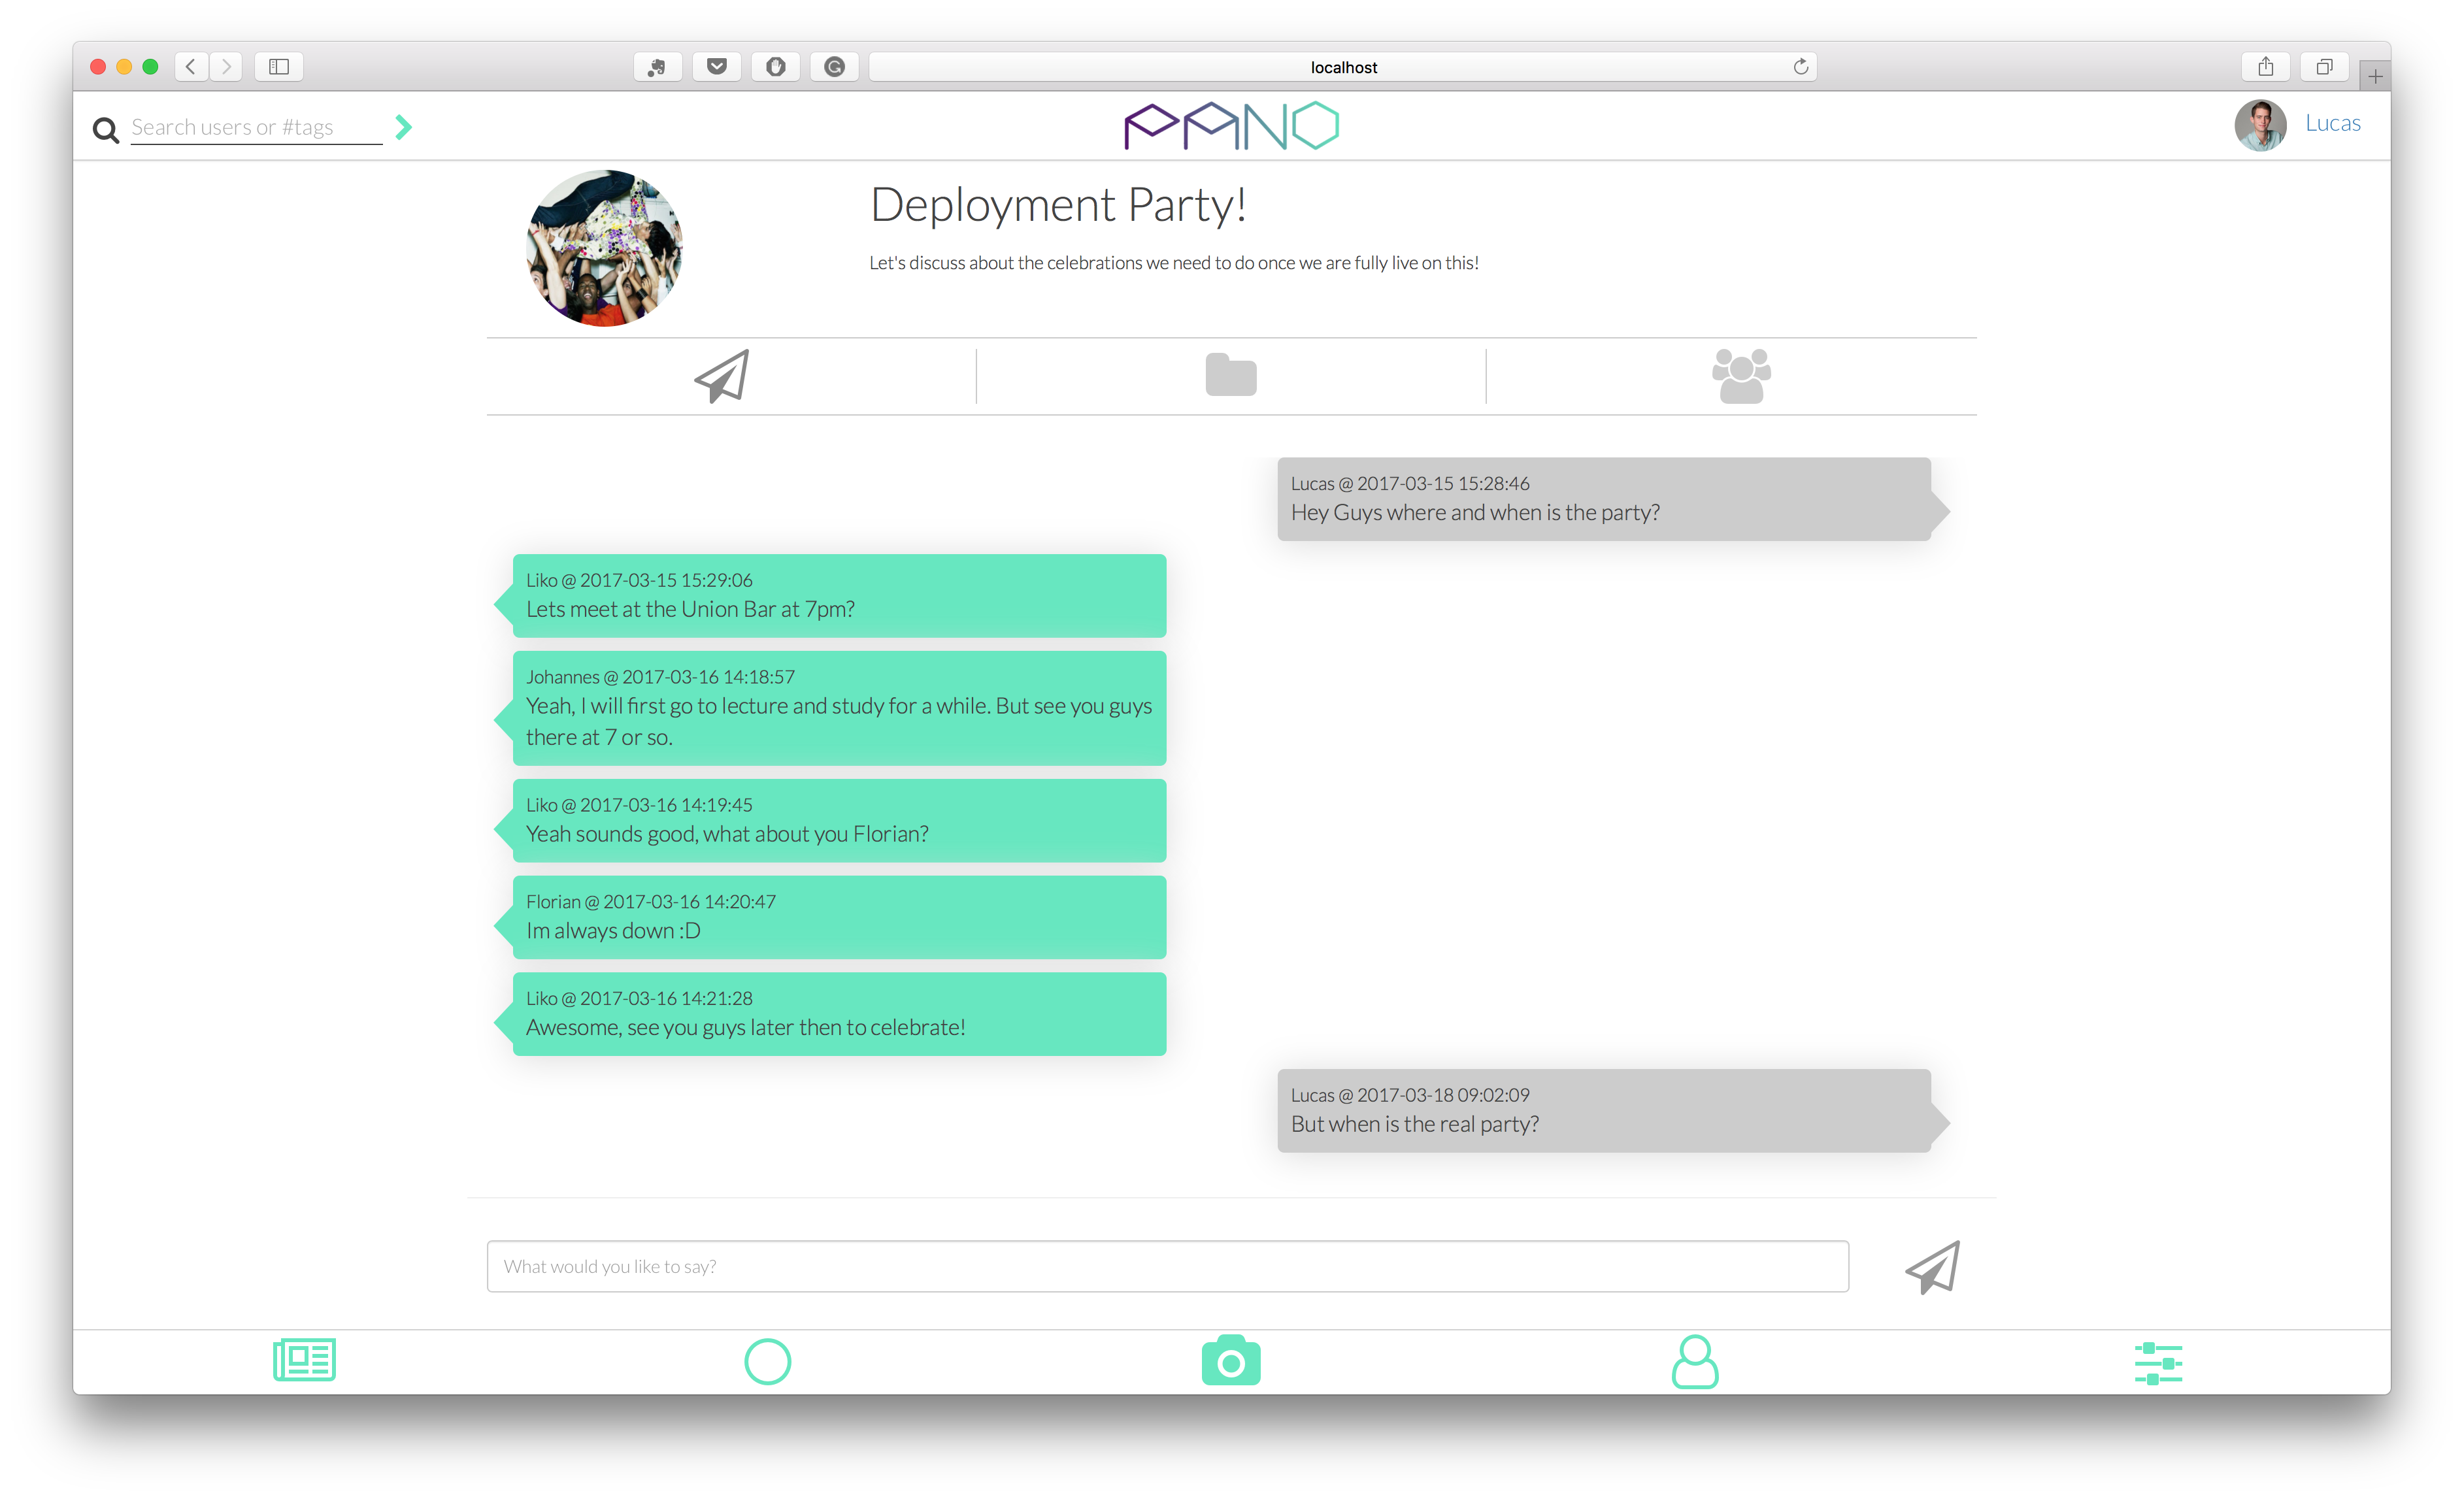 localhost
Search users or #tags
PANO
Lucas
Deployment Party!
Let's discuss about the celebrations we need to do once we are fully live on this!
Lucas @ 2017-03-15 15:28:46
Hey Guys where and when is the party?
Liko @ 2017-03-15 15:29:06
Lets meet at the Union Bar at 7pm?
Johannes @ 2017-03-16 14:18:57
Yeah, I will first go to lecture and study for a while. But see you guys
there at 7 or so.
Liko @ 2017-03-16 14:19:45
Yeah sounds good, what about you Florian?
Florian @ 2017-03-16 14:20:47
Im always down :D
Liko @ 2017-03-16 14:21:28
Awesome, see you guys later then to celebrate!
Lucas @ 2017-03-18 09:02:09
But when is the real party?
What would you like to say?